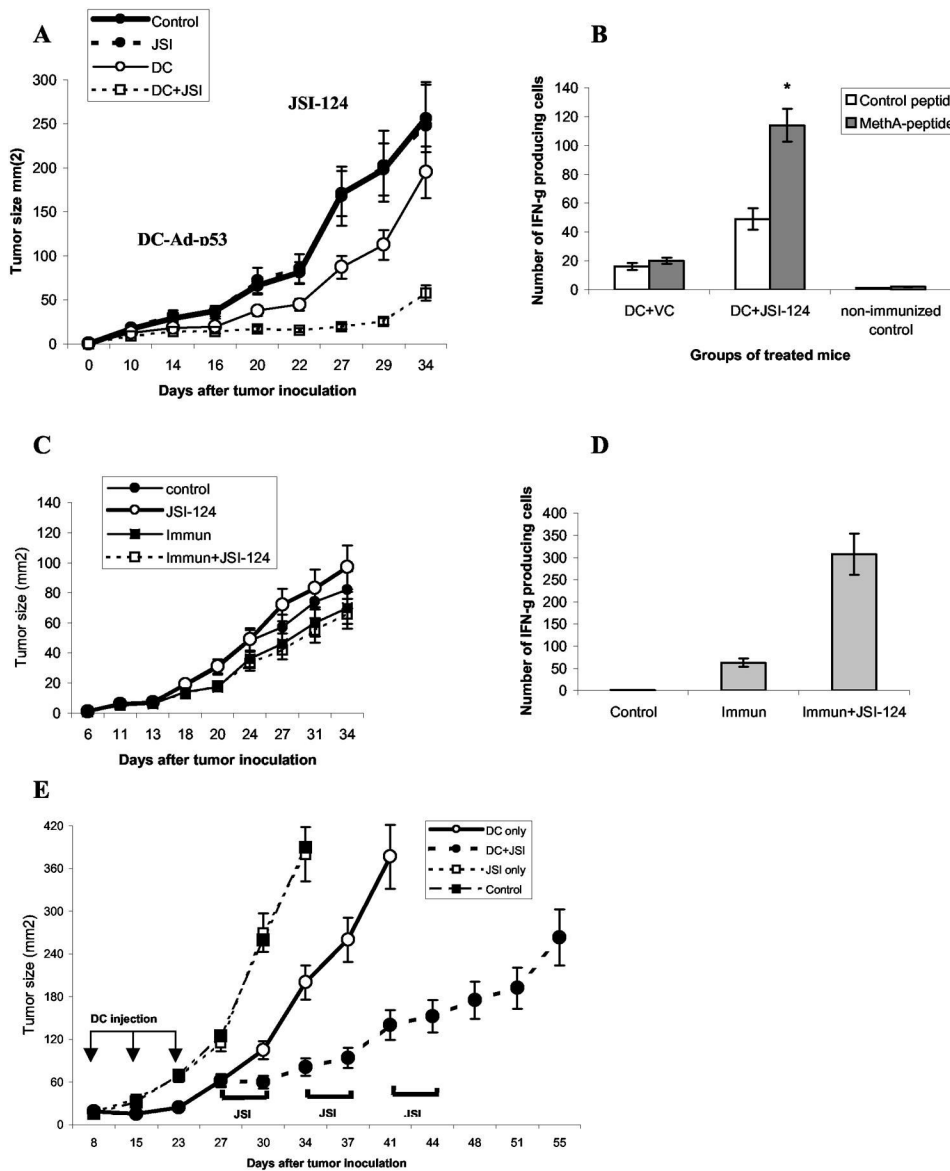 A
Control
JSI
DC
DC+JSI
JSI-124
DC-Ad-p53
Tumor size mm(2)
300
250
200
150
100
50
0
0 10 14 16 20 22 27 29 34
Days after tumor inoculation
B
*
Control peptid
MethA-peptide
Number of IFN-g producing cells
140
120
100
80
60
40
20
0
DC+VC DC+JSI-124 non-immunized control
Groups of treated mice
C
control
JSI-124
Immun
Immun+JSI-124
Tumor size (mm2)
140
120
100
80
60
40
20
0
6 11 13 18 20 24 27 31 34
Days after tumor inoculation
D
Number of IFN-g producing cells
400
350
300
250
200
150
100
50
0
Control Immun Immun+JSI-124
E
DC only
DC+JSI
JSI only
Control
Tumor size (mm2)
420
360
300
240
180
120
60
0
DC injection
JSI JSI JSI
8 15 23 27 30 34 37 41 44 48 51 55
Days after tumor inoculation